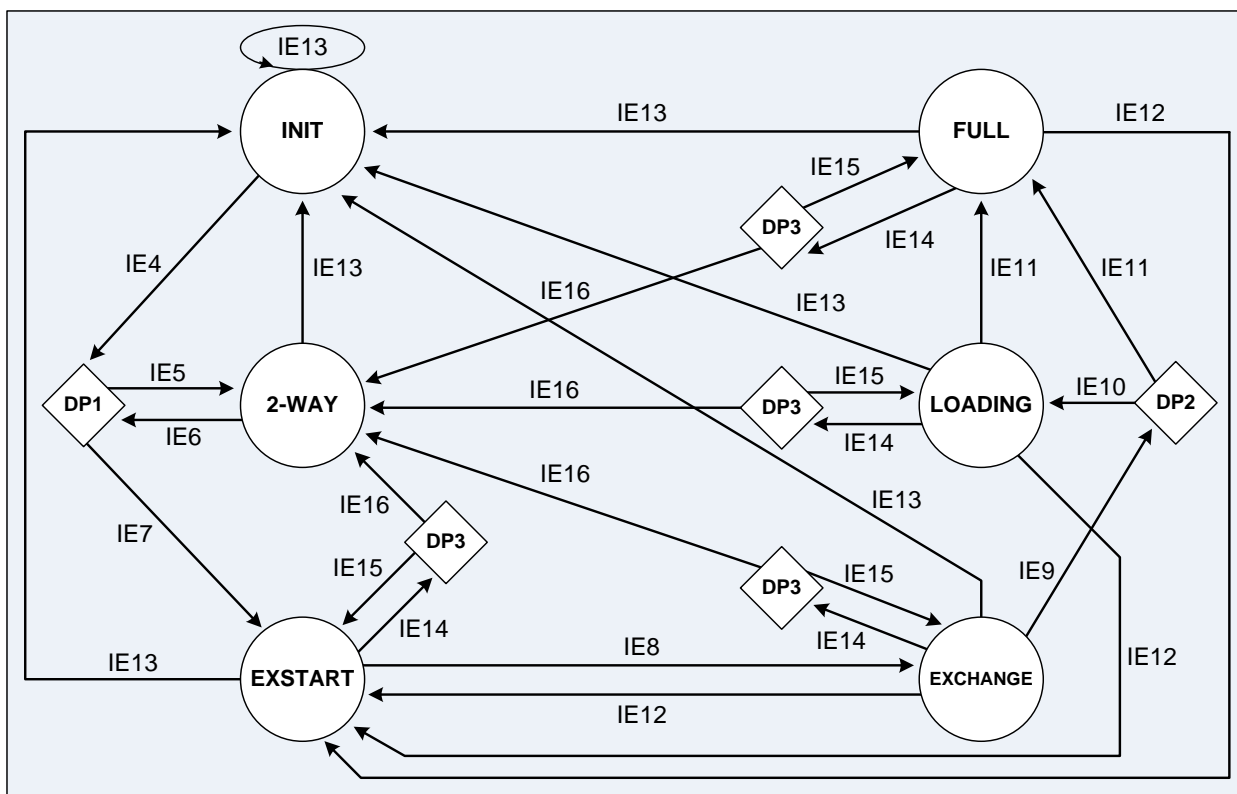 IE13
INIT
IE13
FULL
IE12
IE15
DP3
IE14
IE4
IE13
IE16
IE13
IE11
IE11
IE5
DP1
IE6
2-WAY
IE16
DP3
IE15
IE14
LOADING
IE10
DP2
IE16
IE16
IE13
IE7
DP3
IE15
IE14
DP3
IE15
IE14
IE9
IE13
EXSTART
IE8
IE12
EXCHANGE
IE12